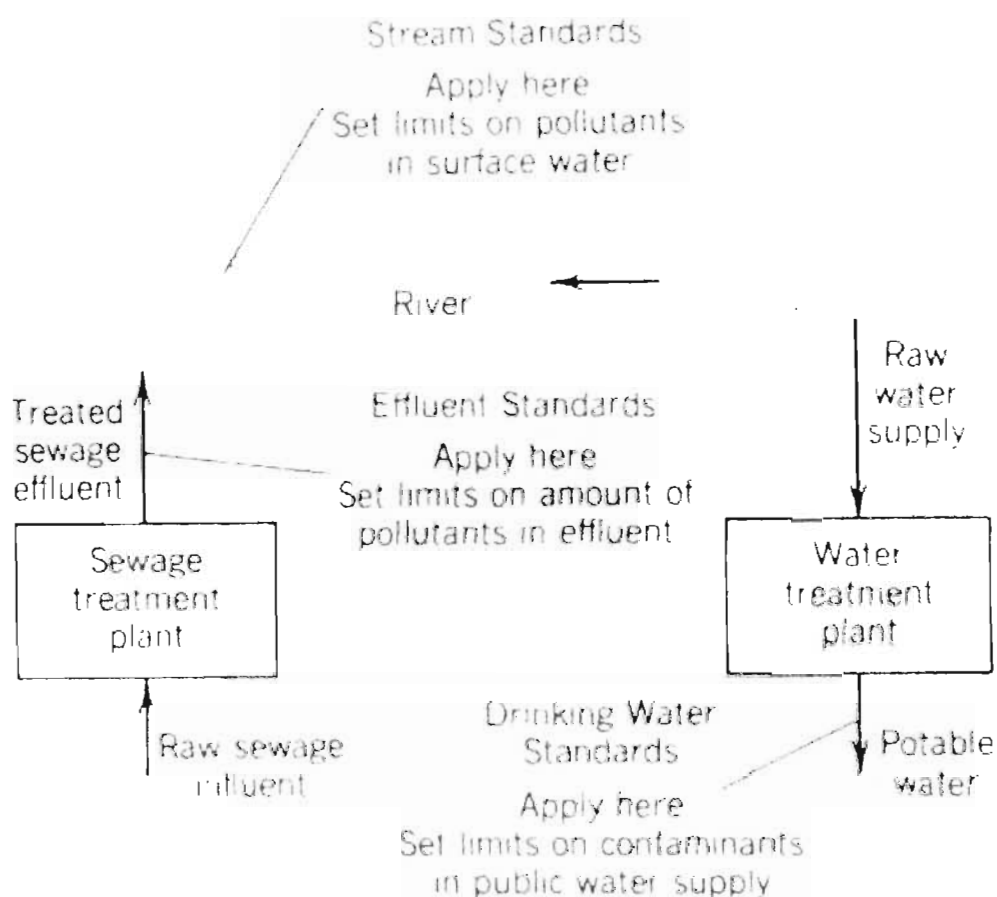 Stream Standards
Apply here
Set limits on pollutants
in surface water
River
Raw
water
supply
Treated
sewage
effluent
Effluent Standards
Apply here
Set limits on amount of
pollutants in effluent
Sewage
treatment
plant
Water
treatment
plant
Raw sewage
influent
Drinking Water
Standards
Apply here
Set limits on contaminants
in public water supply
Potable
water